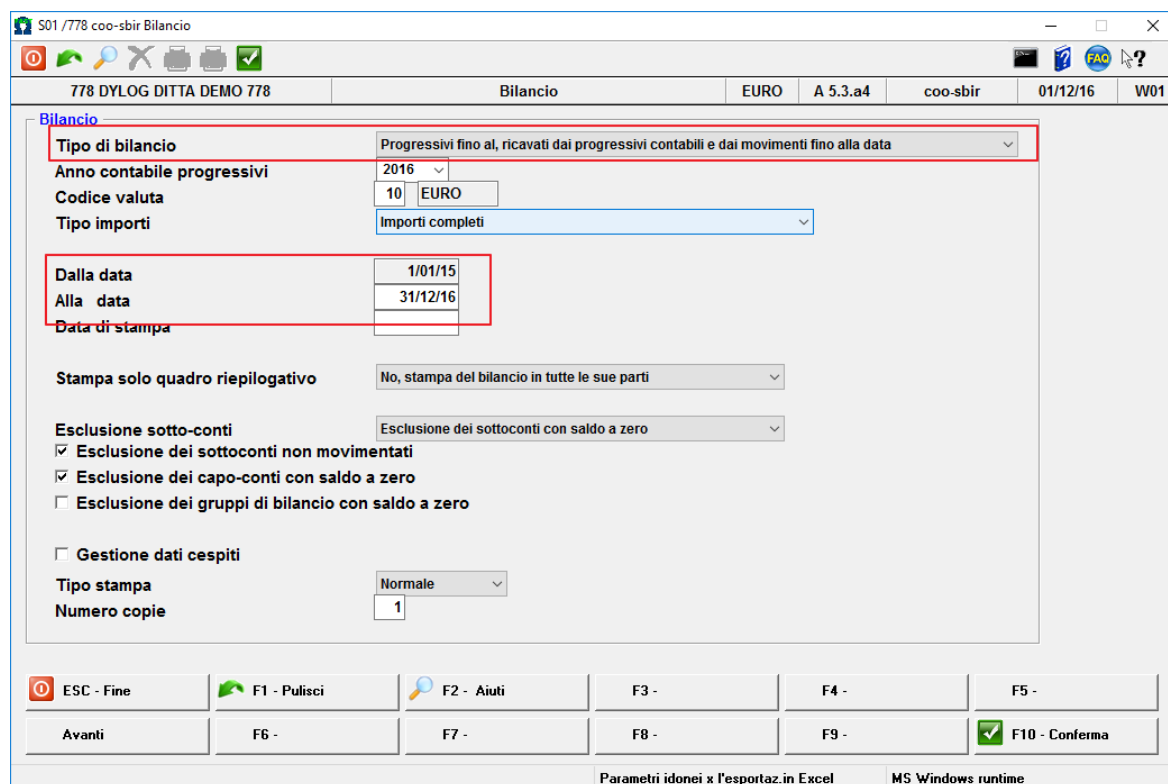 S01 /778 coo-sbir Bilancio
FAQ ?
778 DYLOG DITTA DEMO 778 Bilancio EURO A 5.3.a4 coo-sbir 01/12/16 W01
Bilancio
Tipo di bilancio Progressivi fino al, ricavati dai progressivi contabili e dai movimenti fino alla data
Anno contabile progressivi 2016
Codice valuta 10 EURO
Tipo importi Importi completi
Dalla data 1/01/15
Alla data 31/12/16
Data di stampa
Stampa solo quadro riepilogativo No, stampa del bilancio in tutte le sue parti
Esclusione sotto-conti Esclusione dei sottoconti con saldo a zero
Esclusione dei sottoconti non movimentati
Esclusione dei capo-conti con saldo a zero
Esclusione dei gruppi di bilancio con saldo a zero
Gestione dati cespiti
Tipo stampa Normale
Numero copie 1
ESC - Fine F1 - Pulisci F2 - Aiuti F3 - F4 - F5 -
Avanti F6 - F7 - F8 - F9 - F10 - Conferma
Parametri idonei x l'esportaz.in Excel MS Windows runtime